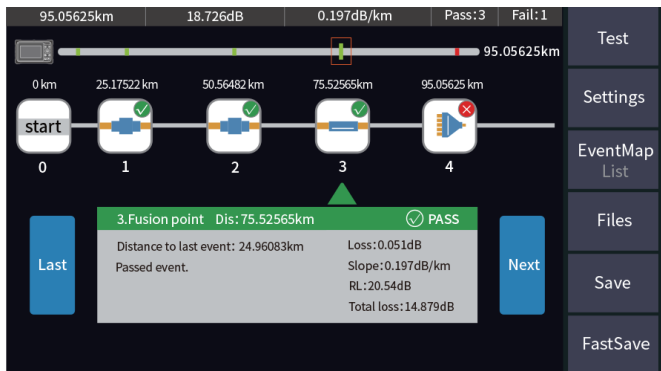 95.05625km 18.726dB 0.197dB/km Pass:3 Fail:1
95.05625km
0 km 25.17522 km 50.56482 km 75.52565km 95.05625 km
start
0 1 2 3 4
3.Fusion point Dis:75.52565km PASS
Distance to last event: 24.96083km
Passed event.
Loss:0.051dB
Slope:0.197dB/km
RL:20.54dB
Total loss:14.879dB
Last
Next
Test
Settings
EventMap
List
Files
Save
FastSave